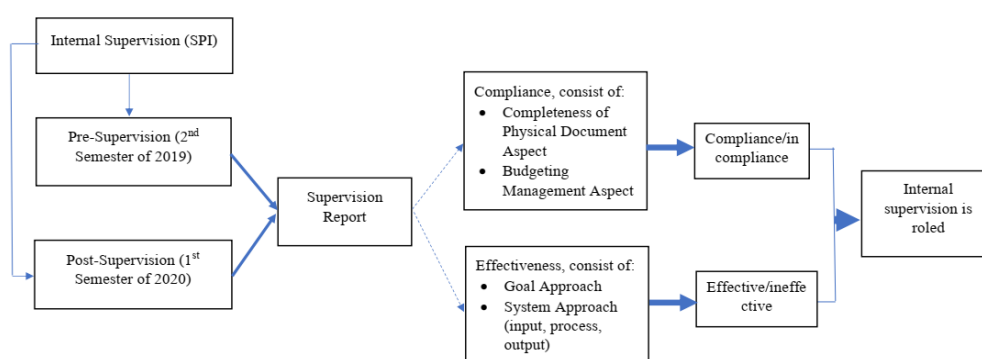 Internal Supervision (SPI)
Pre-Supervision (2nd
Semester of 2019)
Post-Supervision (1st
Semester of 2020)
Supervision
Report
Compliance, consist of:
• Completeness of
Physical Document
Aspect
• Budgeting
Management Aspect
Effectiveness, consist of:
• Goal Approach
• System Approach
(input, process,
output)
Compliance/in
compliance
Effective/ineffe
ctive
Internal
supervision is
roled